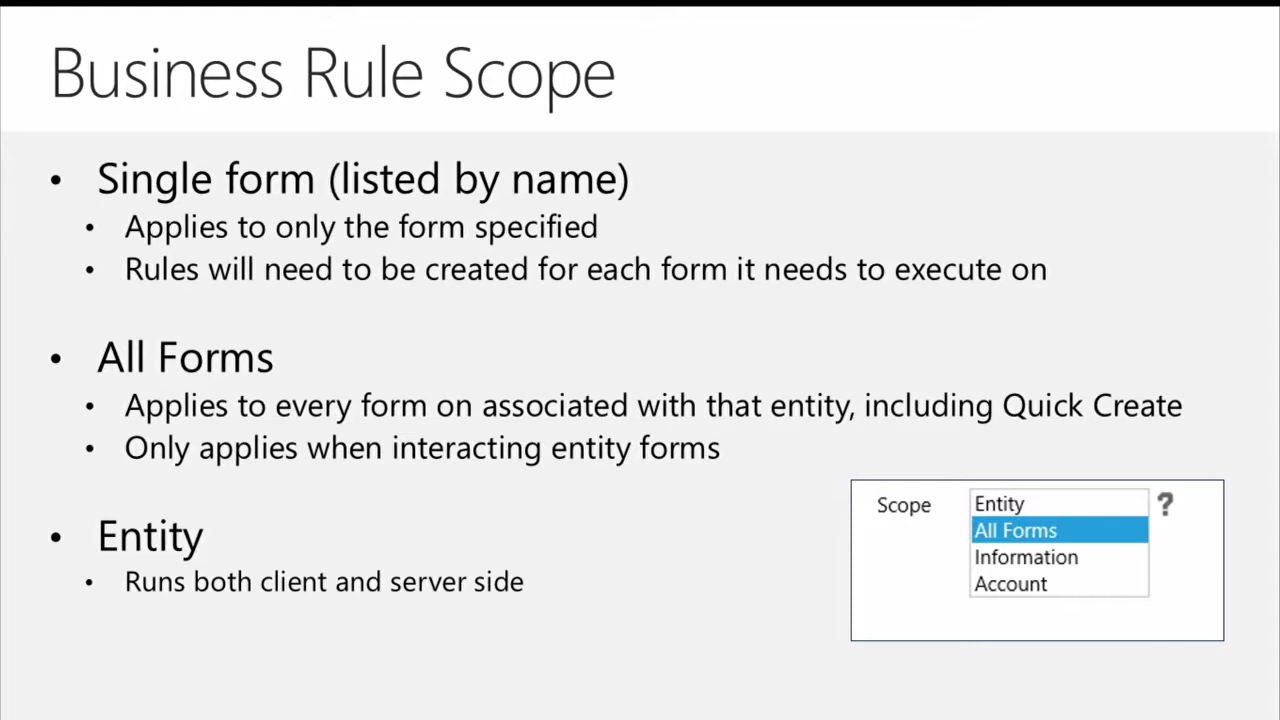 Business Rule Scope
• Single form (listed by name)
• Applies to only the form specified
• Rules will need to be created for each form it needs to execute on
• All Forms
• Applies to every form on associated with that entity, including Quick Create
• Only applies when interacting entity forms
• Entity
• Runs both client and server side
Scope Entity ?
All Forms
Information
Account